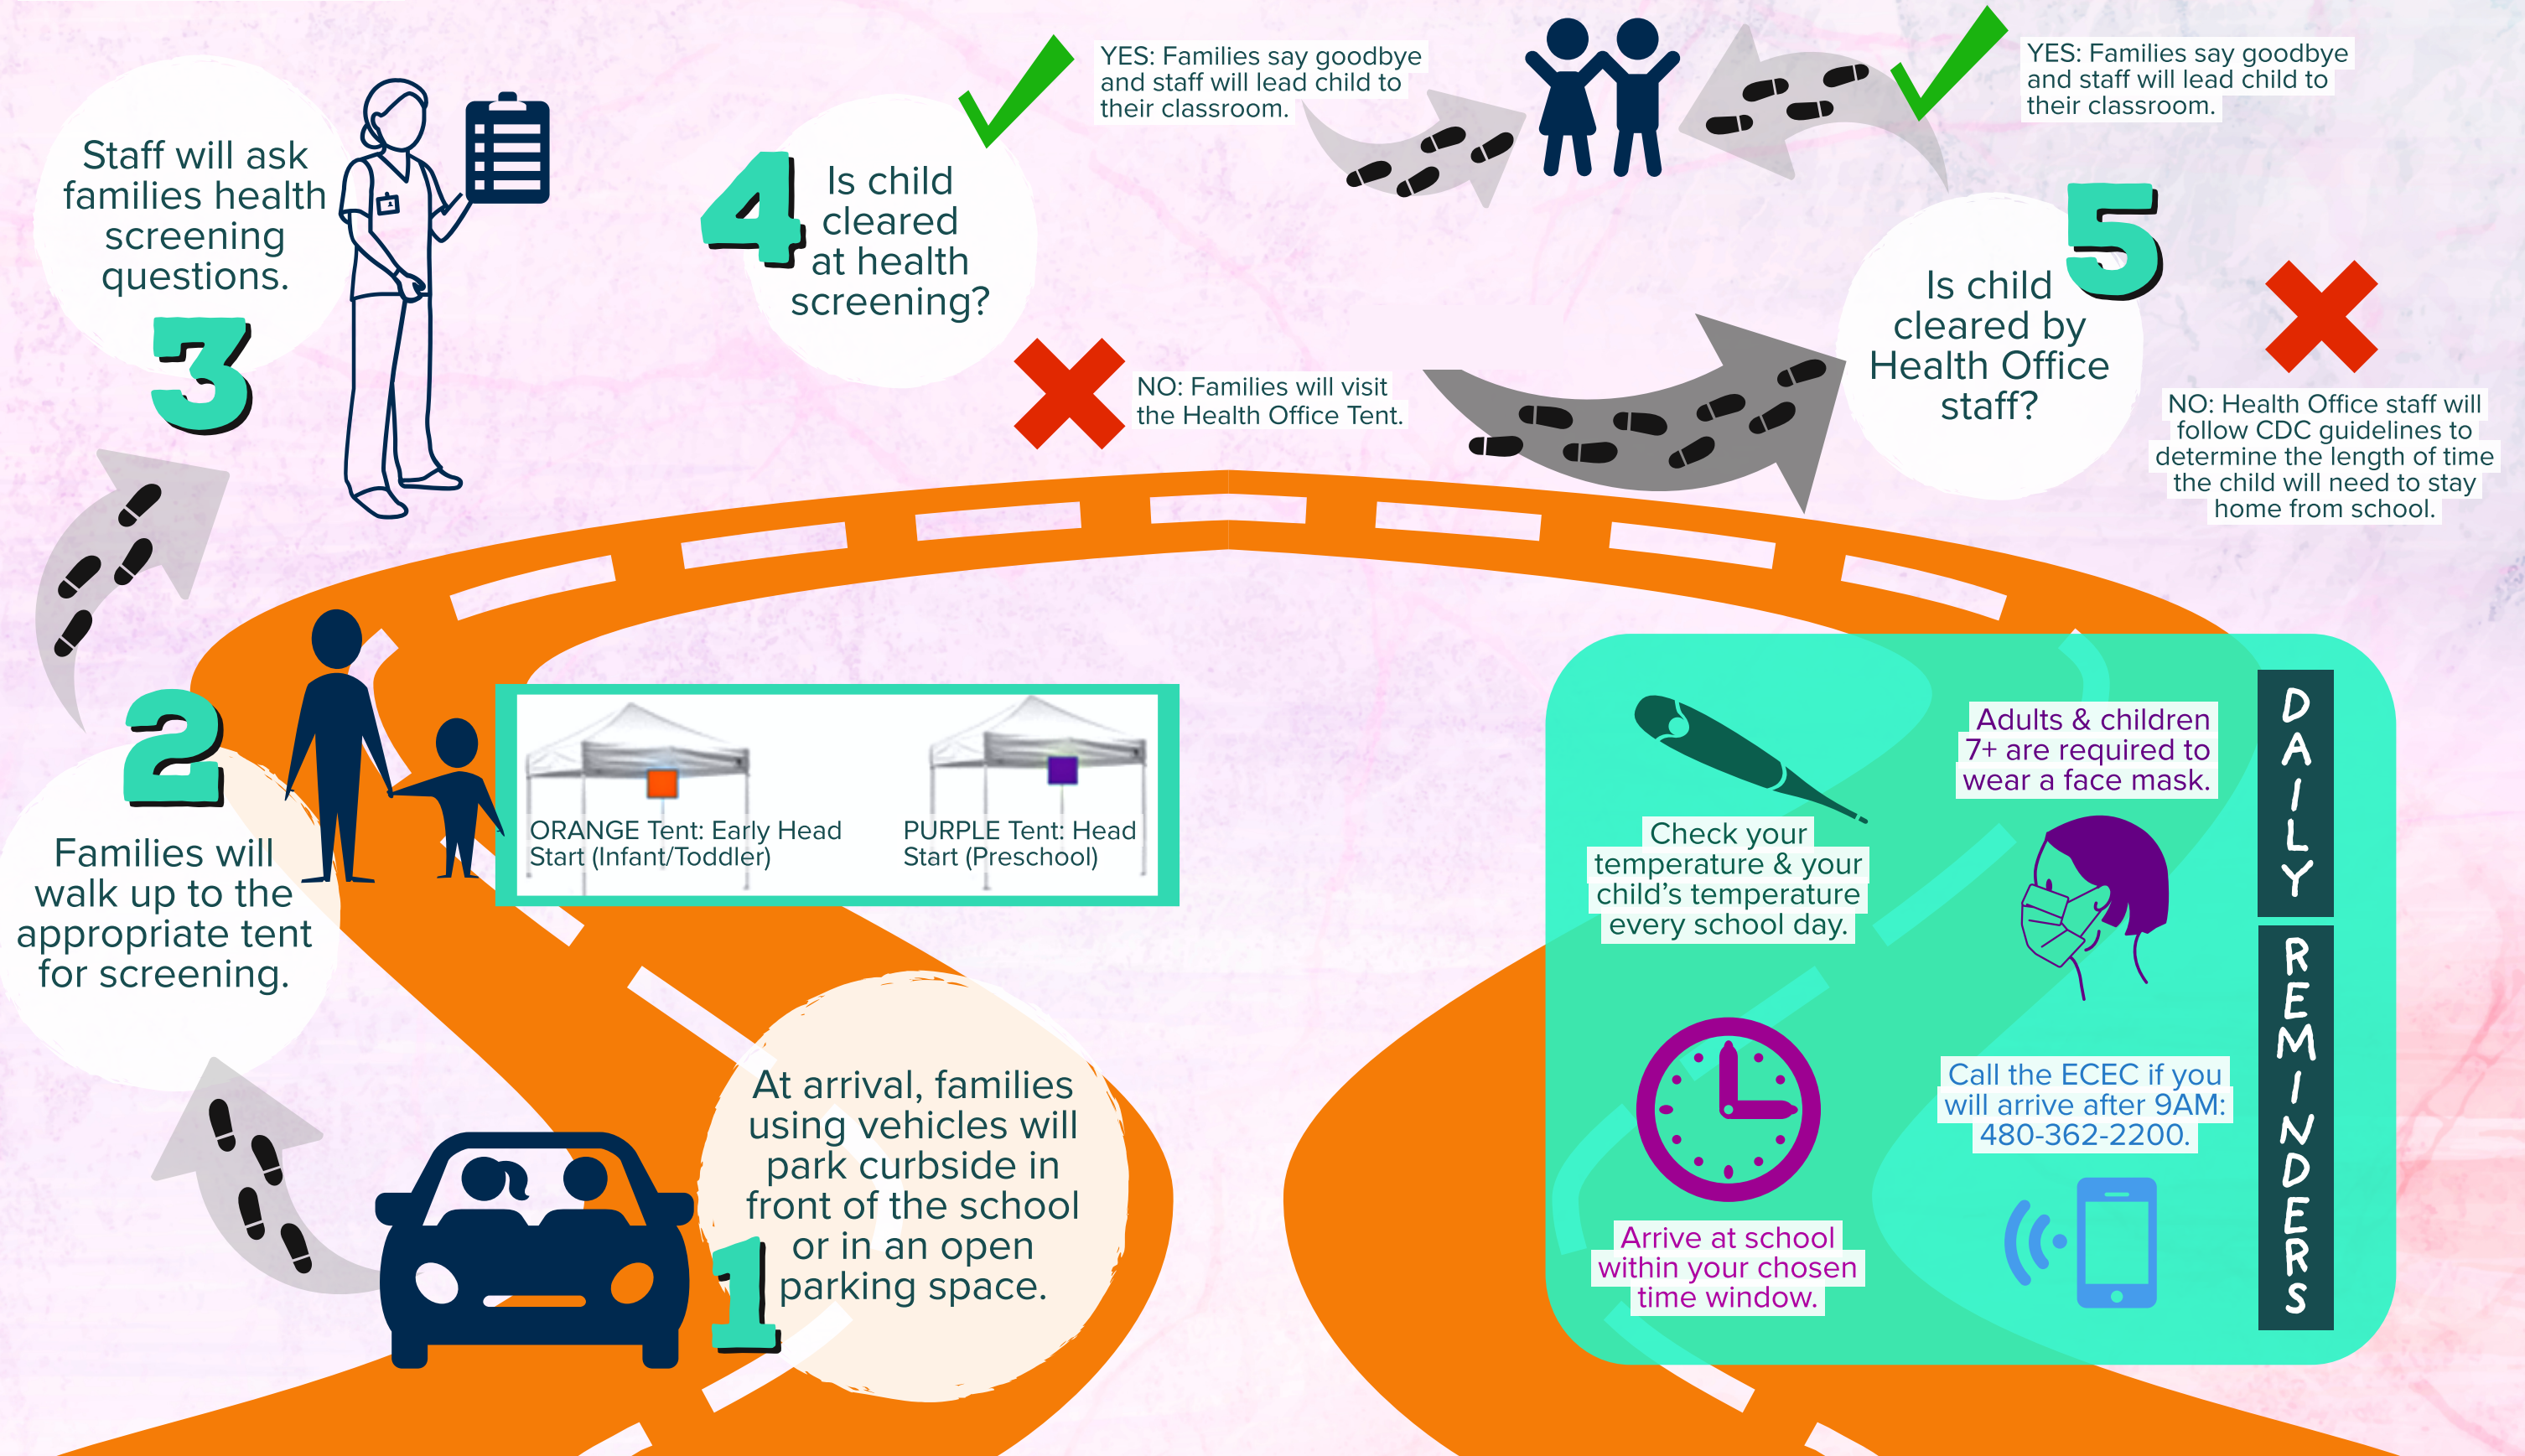 1
At arrival, families
using vehicles will
park curbside in
front of the school
or in an open
parking space.
2
Families will
walk up to the
appropriate tent
for screening.
ORANGE Tent: Early Head
Start (Infant/Toddler)
PURPLE Tent: Head
Start (Preschool)
Staff will ask
families health
screening
questions.
3
4
Is child
cleared
at health
screening?
YES: Families say goodbye
and staff will lead child to
their classroom.
NO: Families will visit
the Health Office Tent.
5
Is child
cleared by
Health Office
staff?
YES: Families say goodbye
and staff will lead child to
their classroom.
NO: Health Office staff will
follow CDC guidelines to
determine the length of time
the child will need to stay
home from school.
DAILY
REMINDERS
Check your
temperature & your
child’s temperature
every school day.
Adults & children
7+ are required to
wear a face mask.
Arrive at school
within your chosen
time window.
Call the ECEC if you
will arrive after 9AM:
480-362-2200.